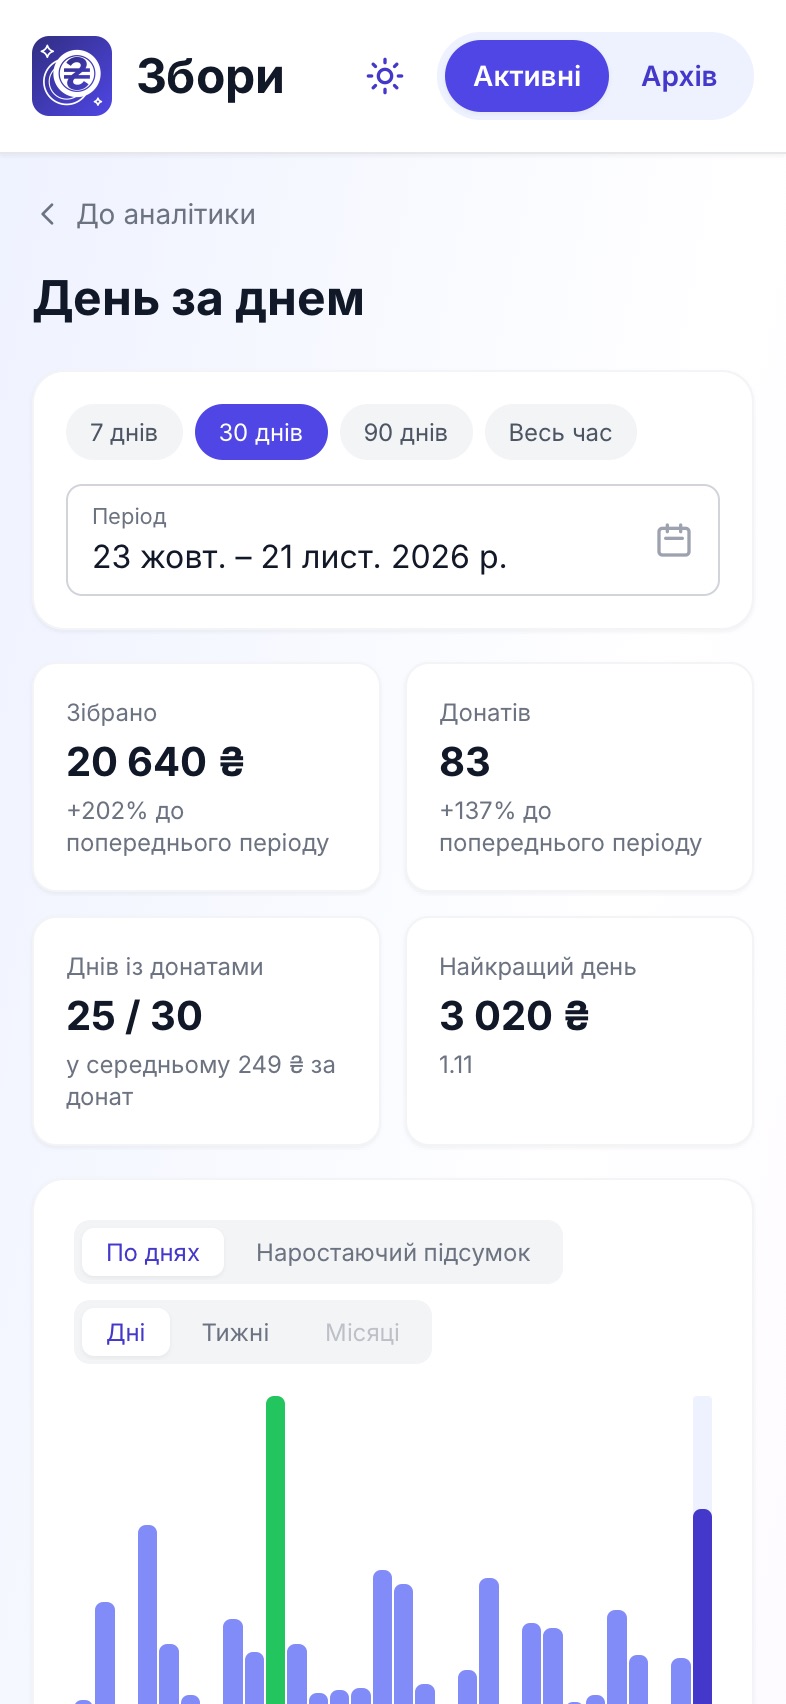 Збори
Активні
Архів
До аналітики
День за днем
7 днів
30 днів
90 днів
Весь час
Період
23 жовт. – 21 лист. 2026 р.
Зібрано
20 640 ₴
+202% до
попереднього періоду
Донатів
83
+137% до
попереднього періоду
Днів із донатами
25 / 30
у середньому 249 ₴ за
донат
Найкращий день
3 020 ₴
1.11
По днях
Наростаючий підсумок
Дні
Тижні
Місяці